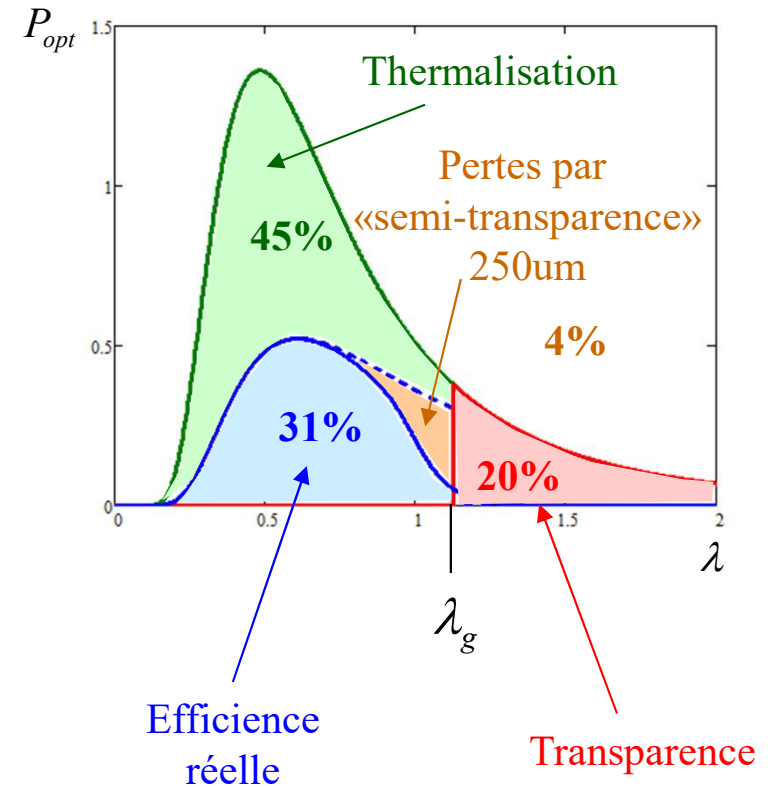 P_opt
1.5
Thermalisation
Pertes par
«semi-transparence»
250um
1
45%
4%
0.5
31%
20%
0
0
0.5
1
1.5
2
λ
λ_g
Efficience
réelle
Transparence